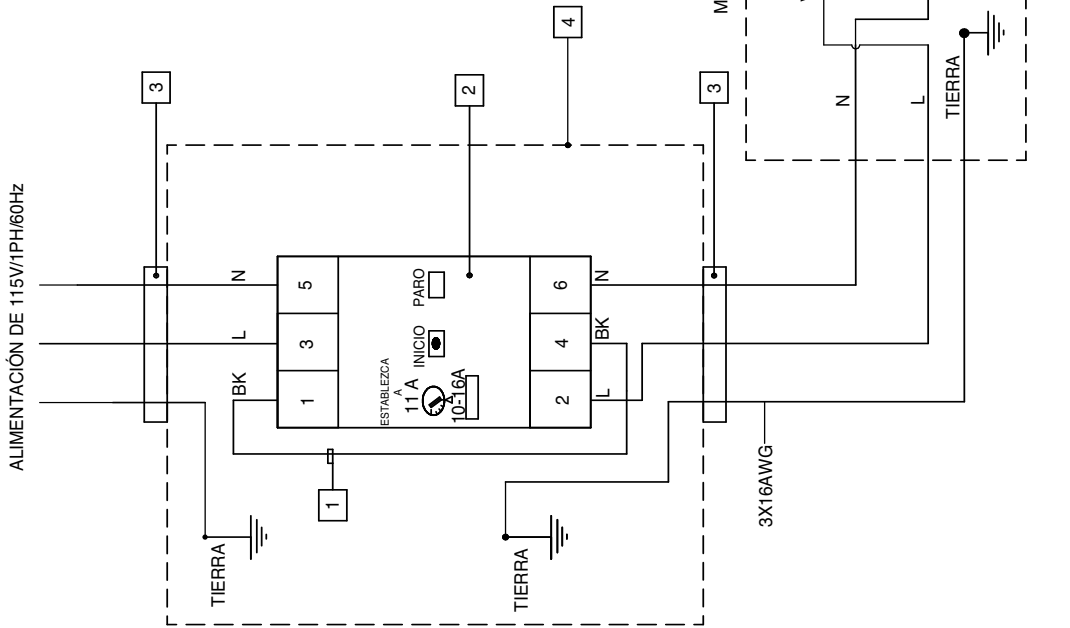 ALIMENTACIÓN DE 115V/1PH/60Hz
3
4
2
3
M
N
L
TIERRA
N
L
BK
5
3
1
PARO
INICIO
ESTABLEZCA
A
11 A
10-16A
6
4
2
N
BK
L
1
TIERRA
TIERRA
3X16AWG